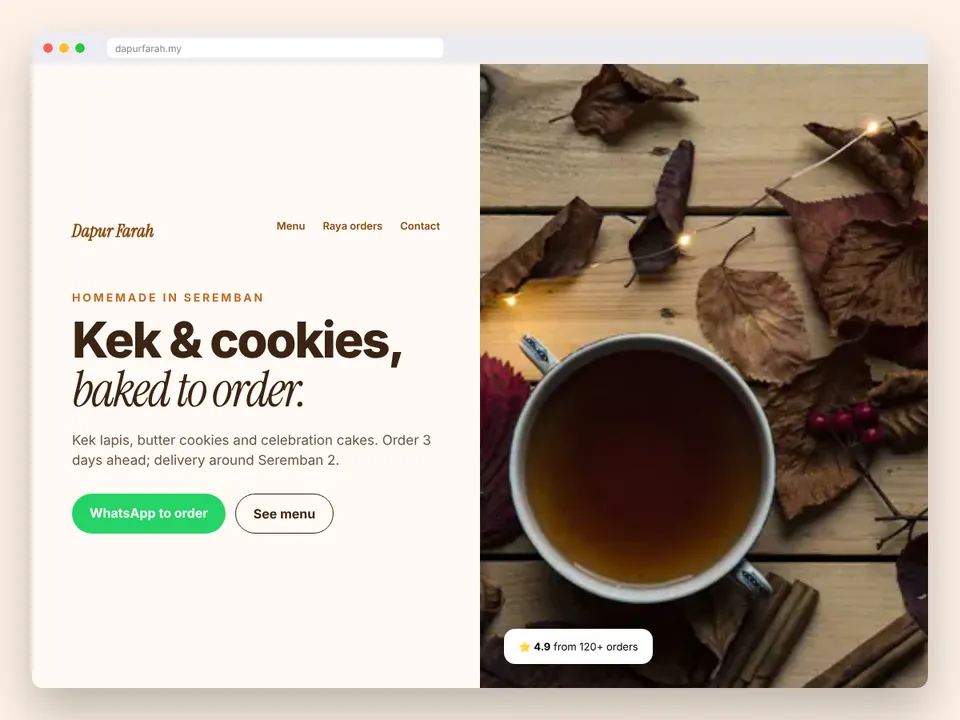 dapurfarah.my
Dapur Farah
Menu Raya orders Contact
HOMEMADE IN SEREMBAN
Kek & cookies,
baked to order.
Kek lapis, butter cookies and celebration cakes. Order 3
days ahead; delivery around Seremban 2.
WhatsApp to order
See menu
⭐ 4.9 from 120+ orders